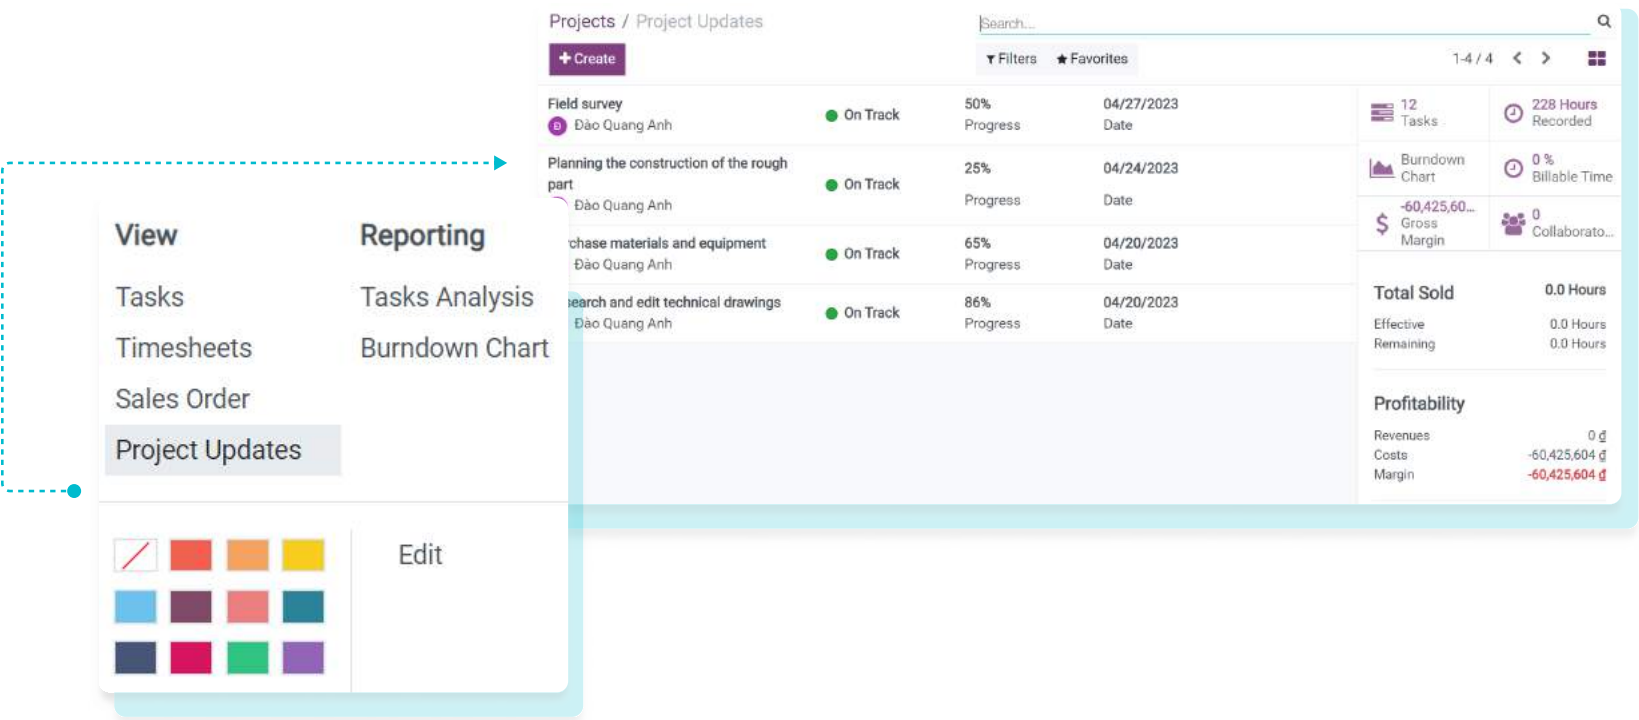 Projects / Project Updates
Search...
Create
Filters
Favorites
1-4 / 4
Field survey
Đ Đào Quang Anh
On Track
50%
Progress
04/27/2023
Date
Planning the construction of the rough
part
Đào Quang Anh
On Track
25%
Progress
04/24/2023
Date
rchase materials and equipment
Đào Quang Anh
On Track
65%
Progress
04/20/2023
Date
search and edit technical drawings
Đào Quang Anh
On Track
86%
Progress
04/20/2023
Date
12
Tasks
228 Hours
Recorded
Burndown
Chart
0 %
Billable Time
-60,425,60...
Gross
Margin
0
Collaborato...
Total Sold 0.0 Hours
Effective 0.0 Hours
Remaining 0.0 Hours
Profitability
Revenues 0 ₫
Costs -60,425,604 ₫
Margin -60,425,604 ₫
View
Tasks
Timesheets
Sales Order
Project Updates
Reporting
Tasks Analysis
Burndown Chart
Edit